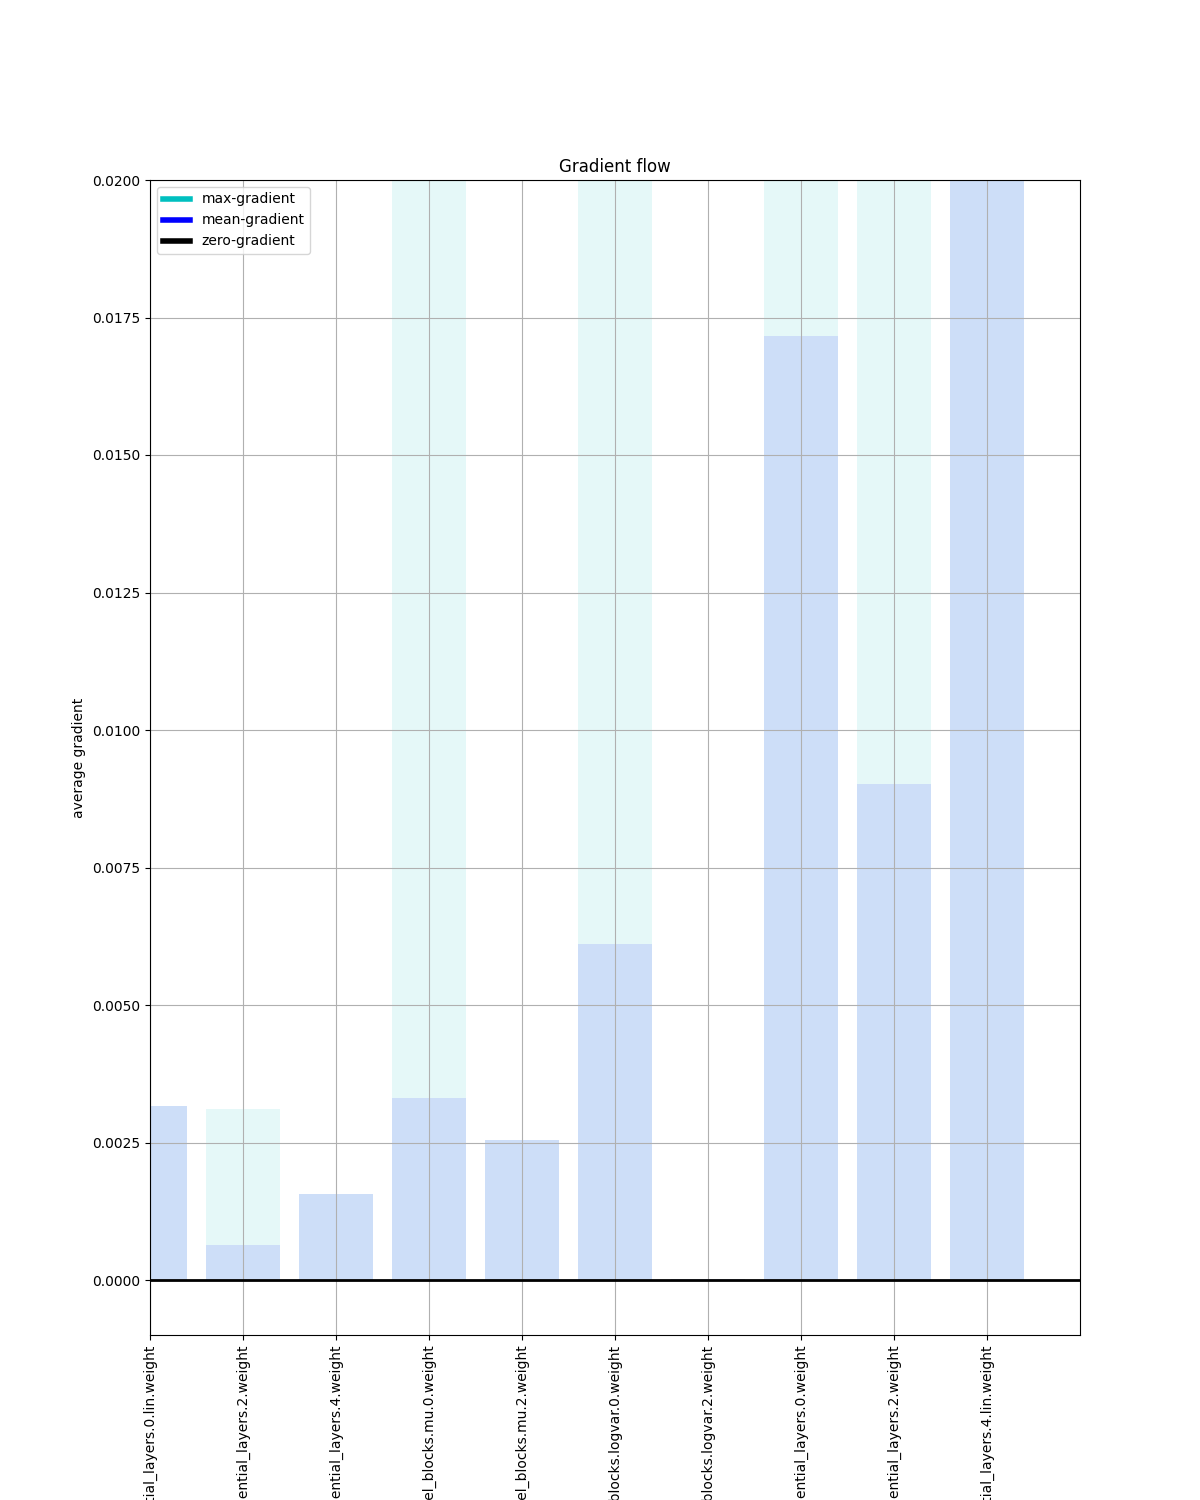 Gradient flow
max-gradient
mean-gradient
zero-gradient
0.0200
0.0175
0.0150
0.0125
0.0100
0.0075
0.0050
0.0025
0.0000
average gradient
tial_layers.0.lin.weight
ential_layers.2.weight
ential_layers.4.weight
el_blocks.mu.0.weight
el_blocks.mu.2.weight
blocks.logvar.0.weight
blocks.logvar.2.weight
ential_layers.0.weight
ential_layers.2.weight
tial_layers.4.lin.weight